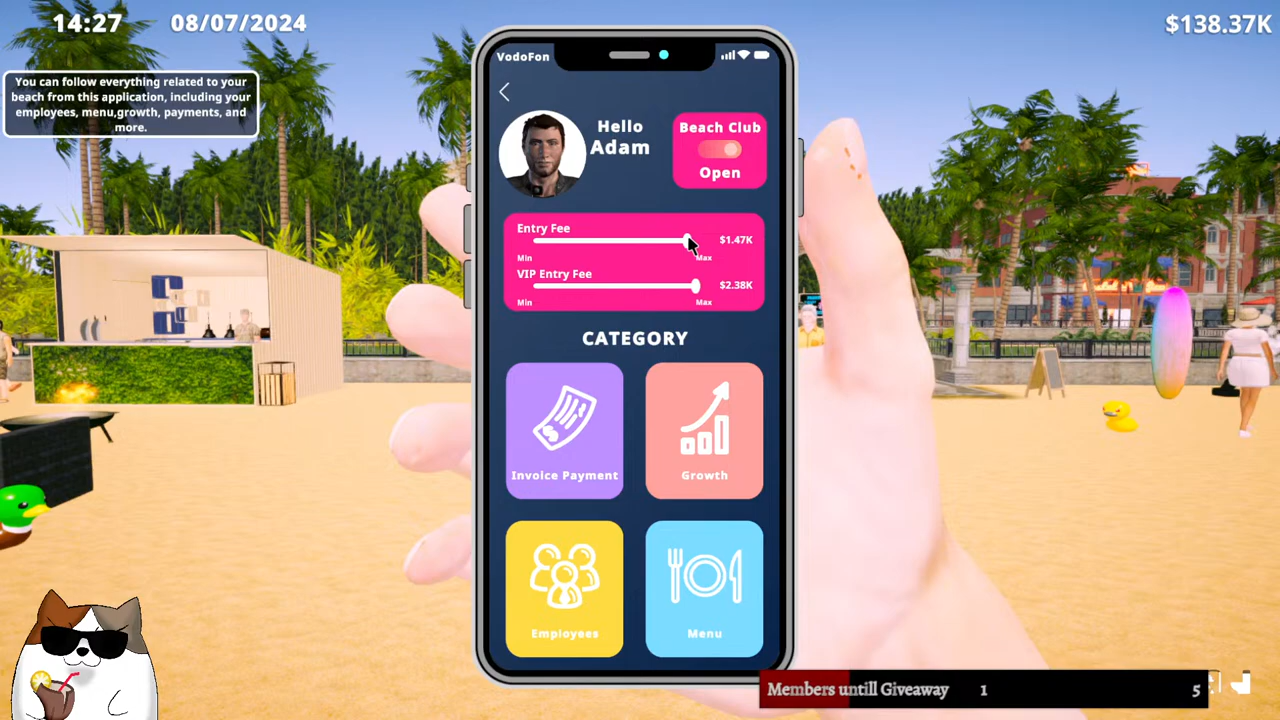 14:27
08/07/2024
$138.37K
You can follow everything related to your
beach from this application, including your
employees, menu,growth, payments, and
more.
VodoFon
Hello
Adam
Beach Club
Open
Entry Fee
$1.47K
Min
Max
VIP Entry Fee
$2.38K
Min
Max
CATEGORY
Invoice Payment
Growth
Employees
Menu
Members untill Giveaway 1 5